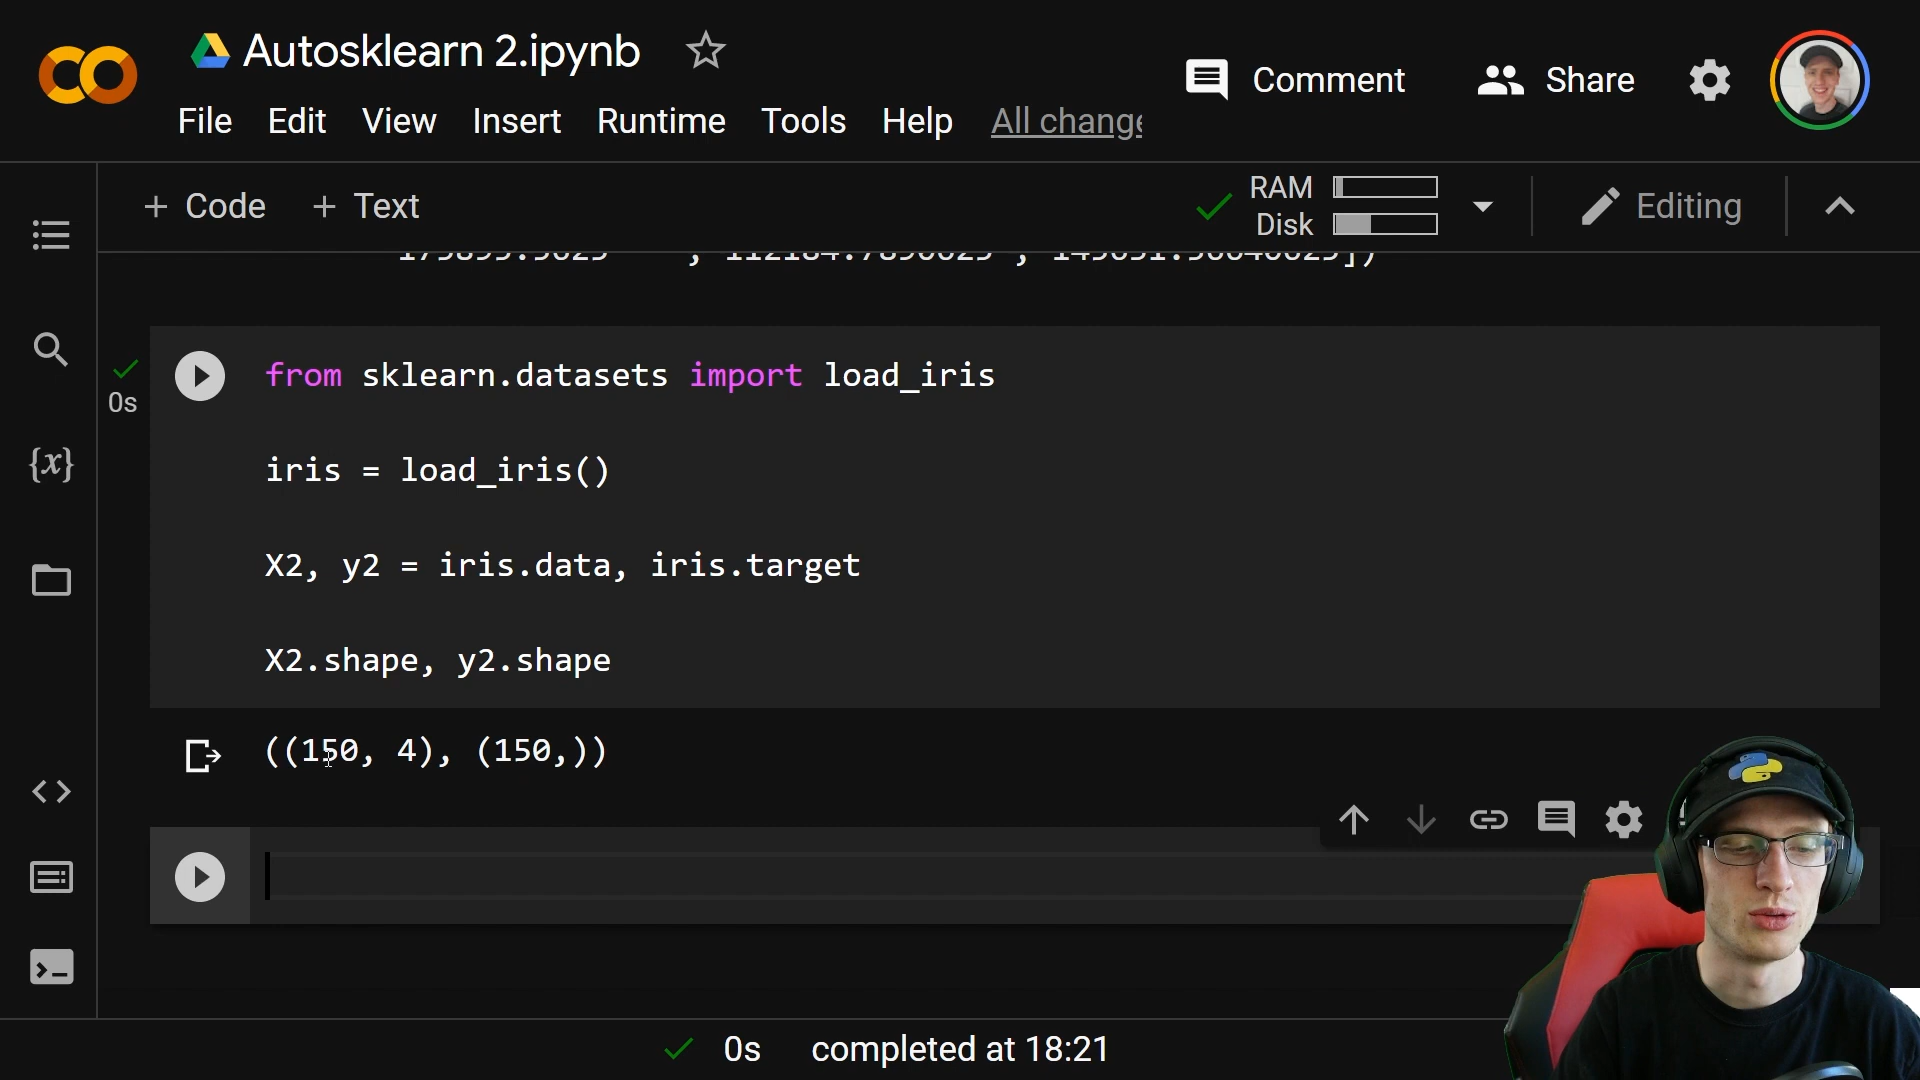 Autosklearn 2.ipynb
Comment
Share
File Edit View Insert Runtime Tools Help
+ Code + Text
RAM
Disk
Editing
from sklearn.datasets import load_iris
0s
iris = load_iris()
{x}
X2, y2 = iris.data, iris.target
X2.shape, y2.shape
((150, 4), (150,))
0s completed at 18:21